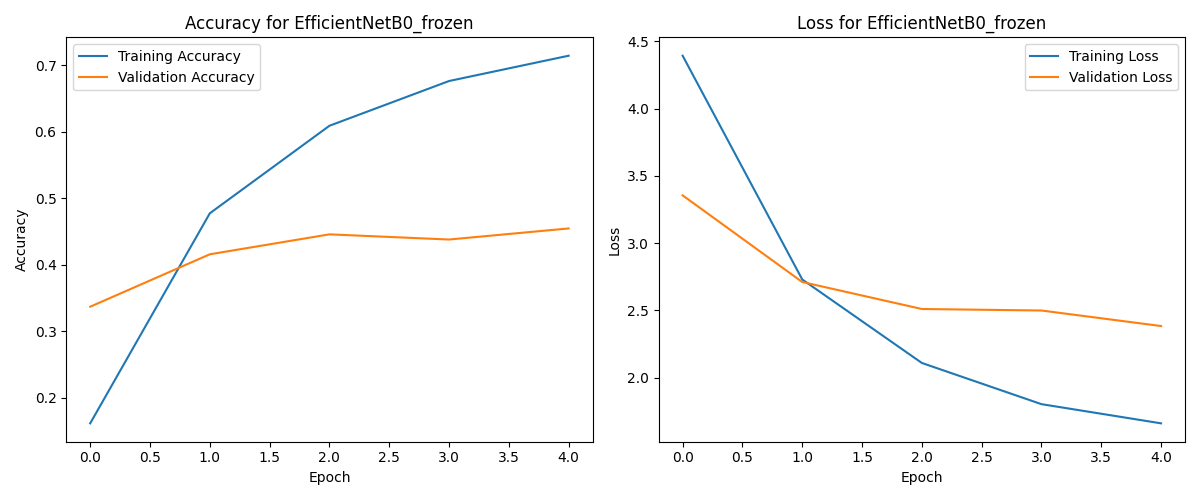 Accuracy for EfficientNetB0_frozen
Training Accuracy
Validation Accuracy
0.7
0.6
0.5
0.4
0.3
0.2
Accuracy
0.0 0.5 1.0 1.5 2.0 2.5 3.0 3.5 4.0
Epoch
Loss for EfficientNetB0_frozen
Training Loss
Validation Loss
4.5
4.0
3.5
3.0
2.5
2.0
Loss
0.0 0.5 1.0 1.5 2.0 2.5 3.0 3.5 4.0
Epoch